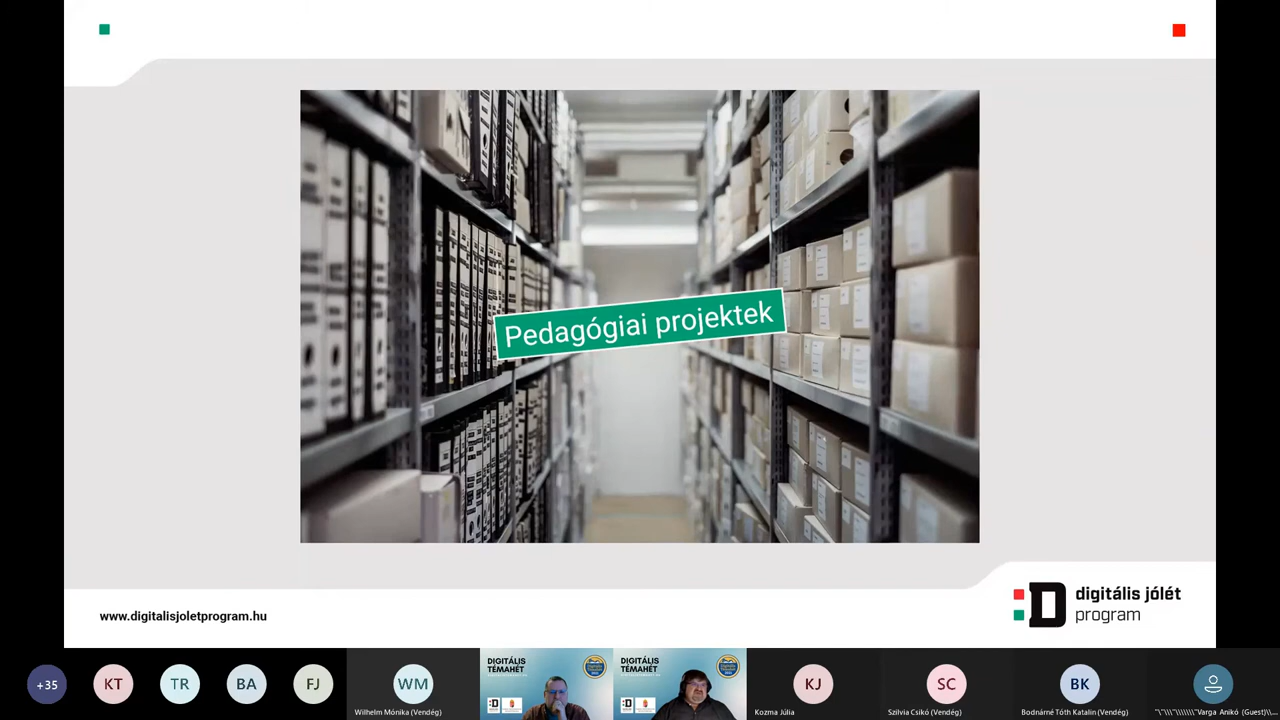 Pedagógiai projektek
www.digitalisjoletprogram.hu
D
digitális jólét
program
+35
KT
TR
BA
FJ
WM
Wilhelm Mónika (Vendég)
DIGITÁLIS
TÉMAHÉT
DIGITÁLIS
TÉMAHÉT
KJ
Kozma Júlia
SC
Szilvia Csikó (Vendég)
BK
Bodnárné Tóth Katalin (Vendég)
"\"\\"\\\\\\\"Varga Anikó (Guest)\\...